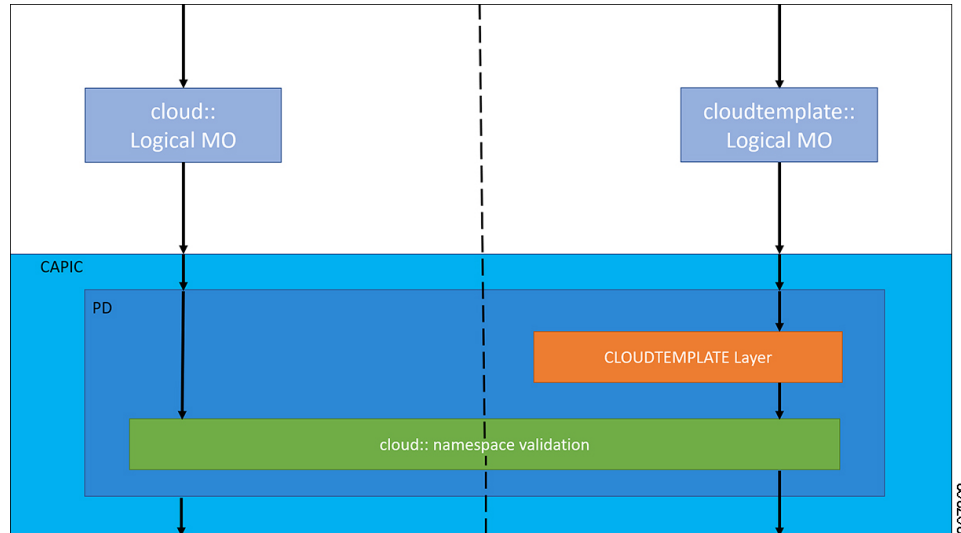 cloud::
Logical MO
cloudtemplate::
Logical MO
CAPIC
PD
CLOUDTEMPLATE Layer
cloud:: namespace validation